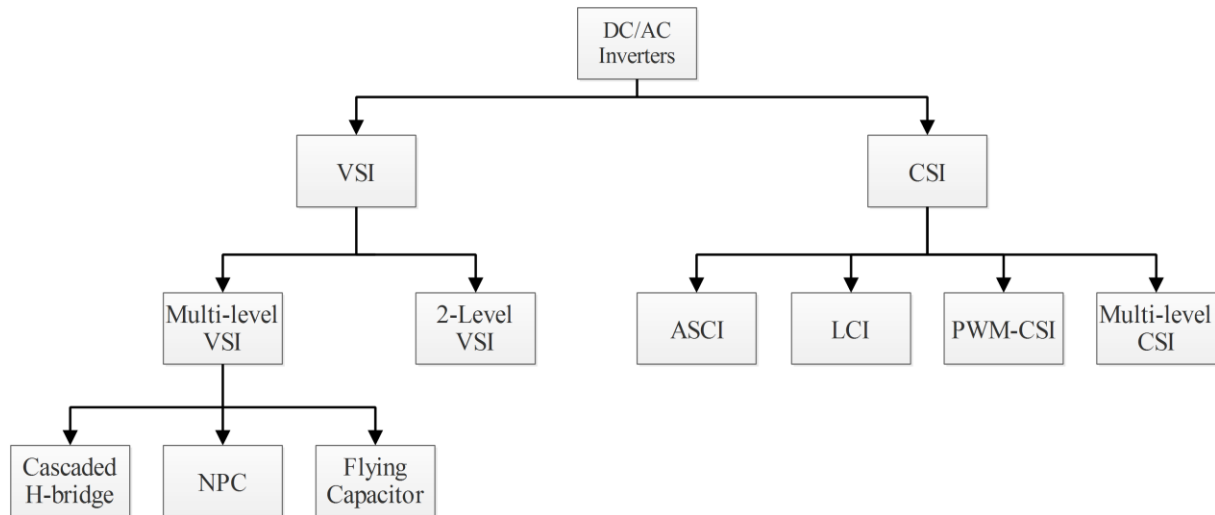 DC/AC
Inverters
VSI
CSI
Multi-level
VSI
2-Level
VSI
ASCI
LCI
PWM-CSI
Multi-level
CSI
Cascaded
H-bridge
NPC
Flying
Capacitor